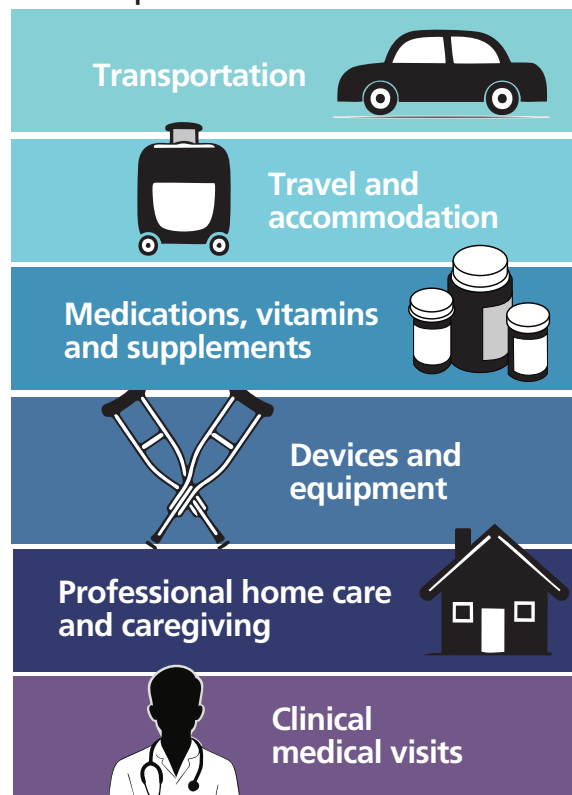 Transportation
Travel and
accommodation
Medications, vitamins
and supplements
Devices and
equipment
Professional home care
and caregiving
Clinical
medical visits